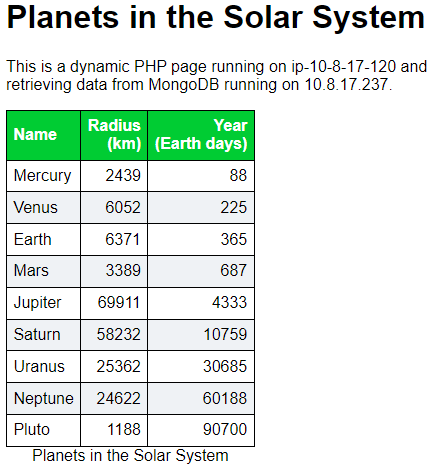 Planets in the Solar System
This is a dynamic PHP page running on ip-10-8-17-120 and
retrieving data from MongoDB running on 10.8.17.237.
Name Radius (km) Year (Earth days)
Mercury 2439 88
Venus 6052 225
Earth 6371 365
Mars 3389 687
Jupiter 69911 4333
Saturn 58232 10759
Uranus 25362 30685
Neptune 24622 60188
Pluto 1188 90700
Planets in the Solar System